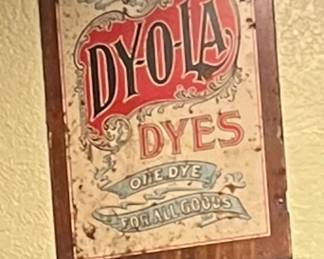 DY-O-LA
DYES
ONE DYE
FOR ALL GOODS